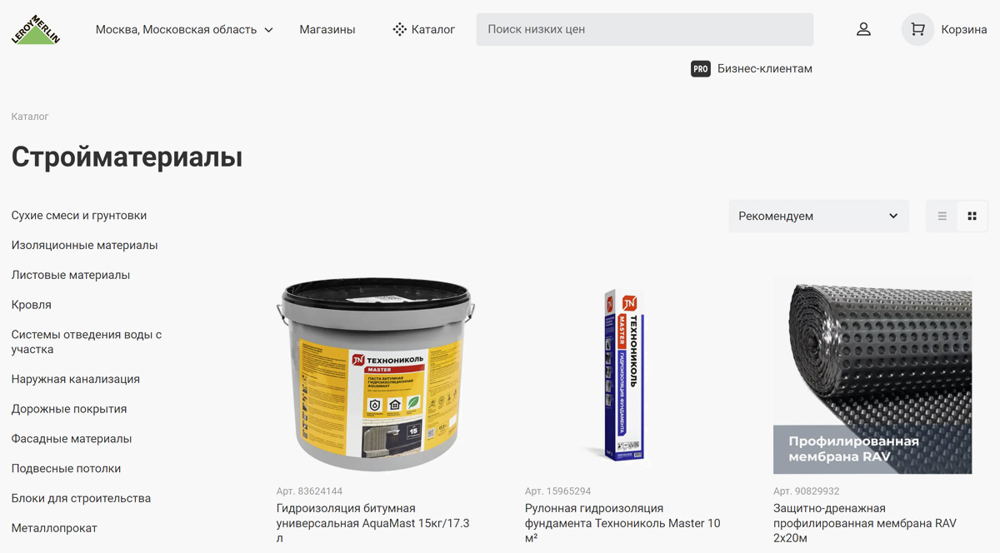 LEROY MERLIN
Москва, Московская область
Магазины
Каталог
Поиск низких цен
Корзина
PRO Бизнес-клиентам
Каталог
Стройматериалы
Рекомендуем
Сухие смеси и грунтовки
Изоляционные материалы
Листовые материалы
Кровля
Системы отведения воды с
участка
Наружная канализация
Дорожные покрытия
Фасадные материалы
Подвесные потолки
Блоки для строительства
Металлопрокат
ТЕХНОНИКОЛЬ
MASTER
ПАСТА БИТУМНАЯ
ГИДРОИЗОЛЯЦИОННАЯ
AQUAMAST
15
Арт. 83624144
Гидроизоляция битумная
универсальная AquaMast 15кг/17.3
л
ТЕХНОНИКОЛЬ
MASTER
ГИДРОИЗОЛЯЦИЯ ФУНДАМЕНТА
Арт. 15965294
Рулонная гидроизоляция
фундамента Технониколь Master 10
м²
Профилированная
мембрана RAV
Арт. 90829932
Защитно-дренажная
профилированная мембрана RAV
2х20м